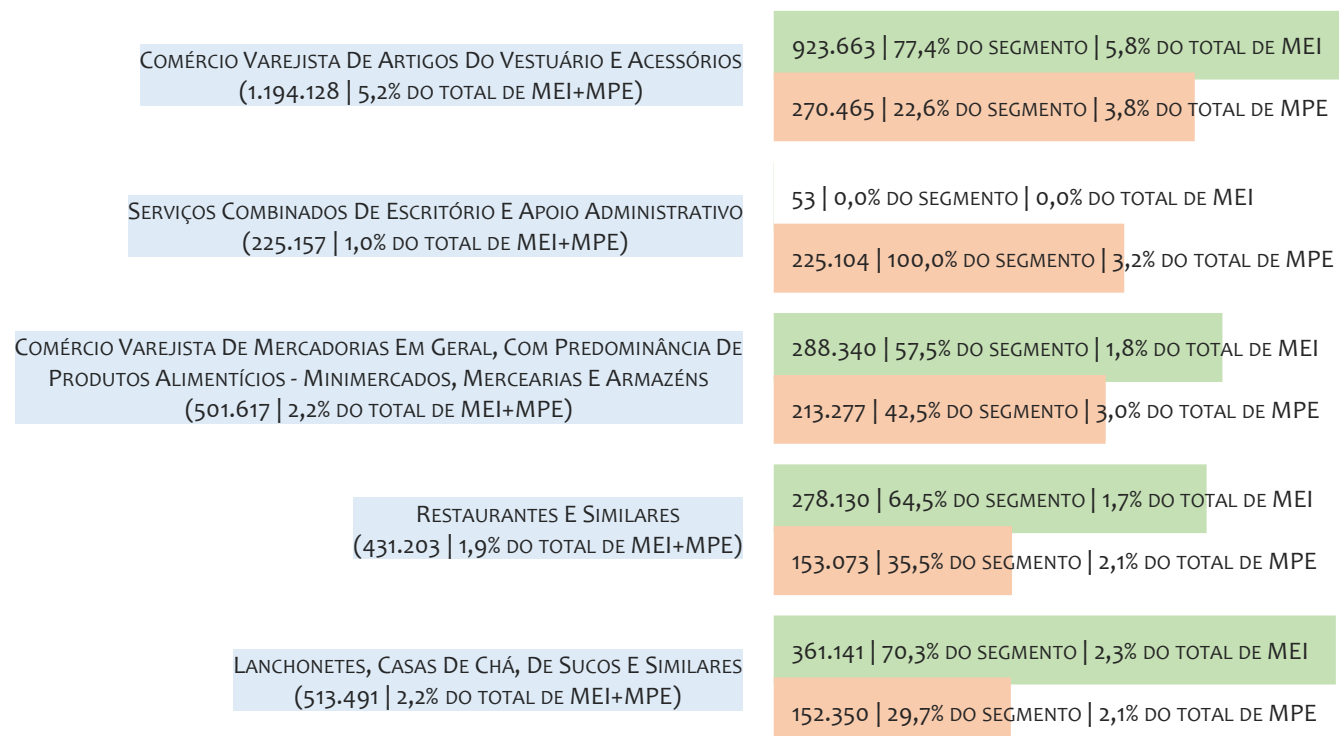 COMÉRCIO VAREJISTA DE ARTIGOS DO VESTUÁRIO E ACESSÓRIOS
(1.194.128 | 5,2% DO TOTAL DE MEI+MPE)
923.663 | 77,4% DO SEGMENTO | 5,8% DO TOTAL DE MEI
270.465 | 22,6% DO SEGMENTO | 3,8% DO TOTAL DE MPE
SERVIÇOS COMBINADOS DE ESCRITÓRIO E APOIO ADMINISTRATIVO
(225.157 | 1,0% DO TOTAL DE MEI+MPE)
53 | 0,0% DO SEGMENTO | 0,0% DO TOTAL DE MEI
225.104 | 100,0% DO SEGMENTO | 3,2% DO TOTAL DE MPE
COMÉRCIO VAREJISTA DE MERCADORIAS EM GERAL, COM PREDOMINÂNCIA DE
PRODUTOS ALIMENTÍCIOS - MINIMERCADOS, MERCEARIAS E ARMAZÉNS
(501.617 | 2,2% DO TOTAL DE MEI+MPE)
288.340 | 57,5% DO SEGMENTO | 1,8% DO TOTAL DE MEI
213.277 | 42,5% DO SEGMENTO | 3,0% DO TOTAL DE MPE
RESTAURANTES E SIMILARES
(431.203 | 1,9% DO TOTAL DE MEI+MPE)
278.130 | 64,5% DO SEGMENTO | 1,7% DO TOTAL DE MEI
153.073 | 35,5% DO SEGMENTO | 2,1% DO TOTAL DE MPE
LANCHONETES, CASAS DE CHÁ, DE SUCOS E SIMILARES
(513.491 | 2,2% DO TOTAL DE MEI+MPE)
361.141 | 70,3% DO SEGMENTO | 2,3% DO TOTAL DE MEI
152.350 | 29,7% DO SEGMENTO | 2,1% DO TOTAL DE MPE